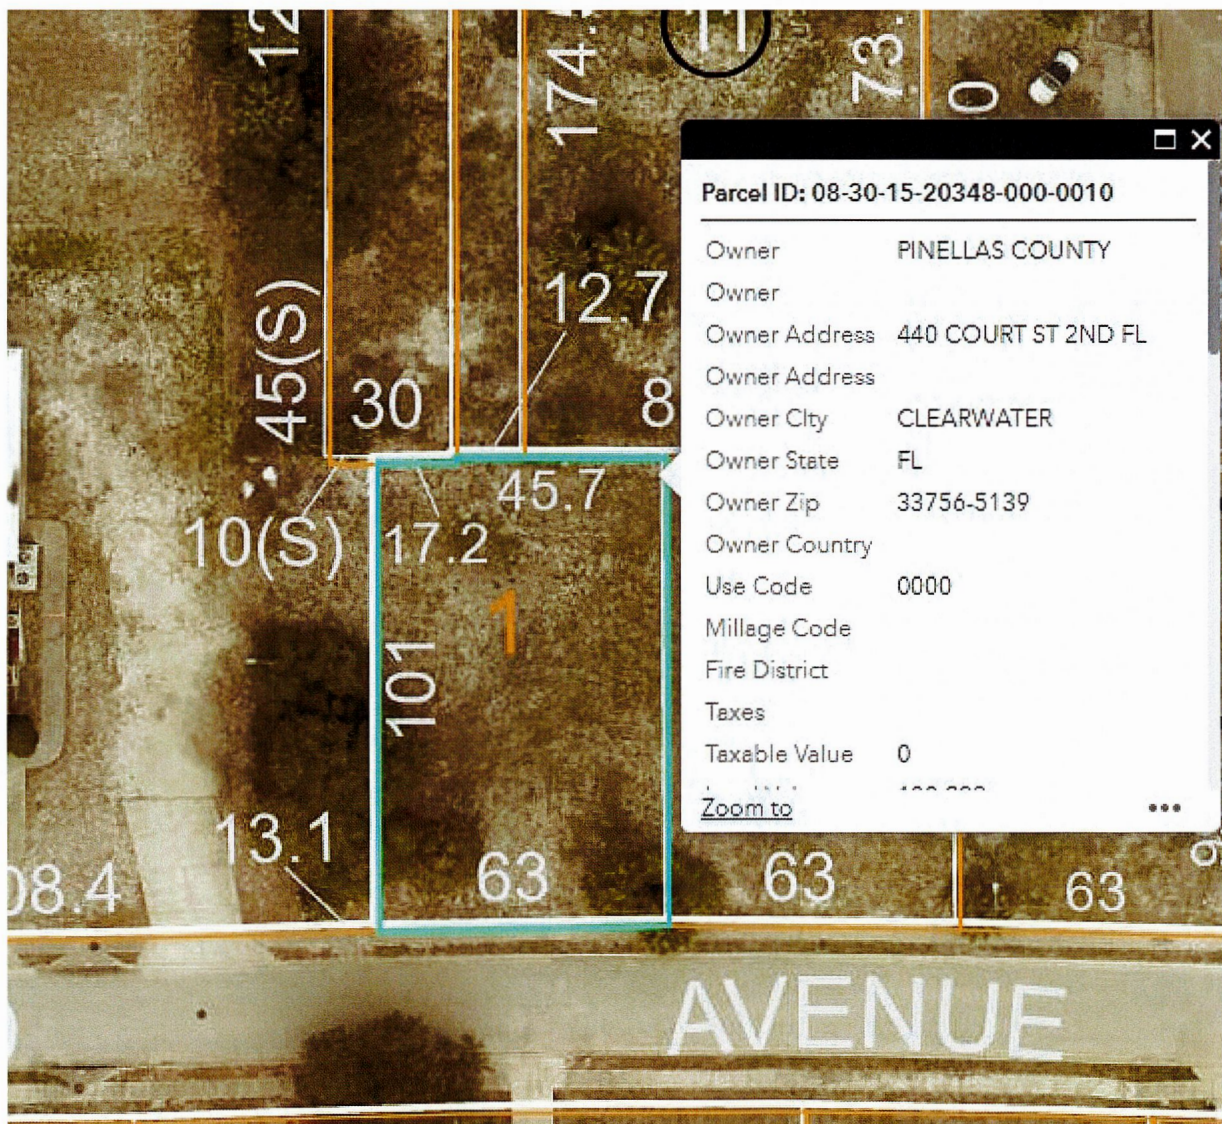 12
174.
11
73.
0
Parcel ID: 08-30-15-20348-000-0010
Owner PINELLAS COUNTY
Owner
Owner Address 440 COURT ST 2ND FL
Owner Address
Owner City CLEARWATER
Owner State FL
Owner Zip 33756-5139
Owner Country
Use Code 0000
Millage Code
Fire District
Taxes
Taxable Value 0
Zoom to
12.7
45(S)
30
8
45.7
10(S)
17.2
1
101
13.1
08.4
63
63
63
AVENUE